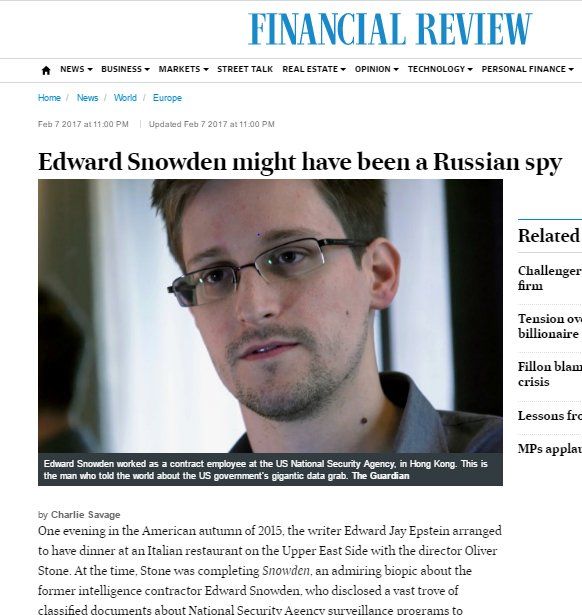 FINANCIAL REVIEW
NEWS BUSINESS MARKETS STREET TALK REAL ESTATE OPINION TECHNOLOGY PERSONAL FINANCE
Home / News / World / Europe
Feb 7 2017 at 11:00 PM | Updated Feb 7 2017 at 11:00 PM
Edward Snowden might have been a Russian spy
Related
Challenger
firm
Tension ov
billionaire
Fillon blam
crisis
Lessons fro
MPs applau
Edward Snowden worked as a contract employee at the US National Security Agency, in Hong Kong. This is
the man who told the world about the US government's gigantic data grab. The Guardian
by Charlie Savage
One evening in the American autumn of 2015, the writer Edward Jay Epstein arranged
to have dinner at an Italian restaurant on the Upper East Side with the director Oliver
Stone. At the time, Stone was completing Snowden, an admiring biopic about the
former intelligence contractor Edward Snowden, who disclosed a vast trove of
classified documents about National Security Agency surveillance programs to